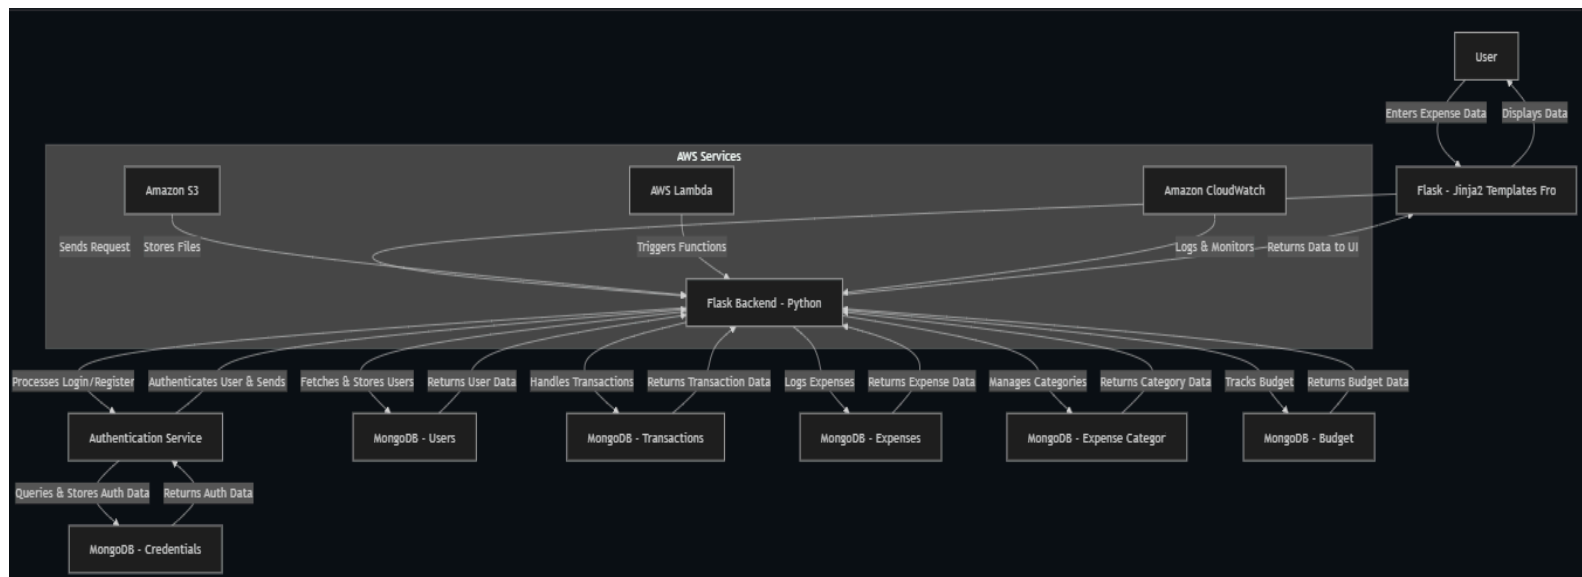 User
Enters Expense Data
Displays Data
AWS Services
Amazon S3
AWS Lambda
Amazon CloudWatch
Flask - Jinja2 Templates Fro
Sends Request
Stores Files
Triggers Functions
Logs & Monitors
Returns Data to UI
Flask Backend - Python
Processes Login/Register
Authenticates User & Sends
Fetches & Stores Users
Returns User Data
Handles Transactions
Returns Transaction Data
Logs Expenses
Returns Expense Data
Manages Categories
Returns Category Data
Tracks Budget
Returns Budget Data
Authentication Service
MongoDB - Users
MongoDB - Transactions
MongoDB - Expenses
MongoDB - Expense Categor
MongoDB - Budget
Queries & Stores Auth Data
Returns Auth Data
MongoDB - Credentials